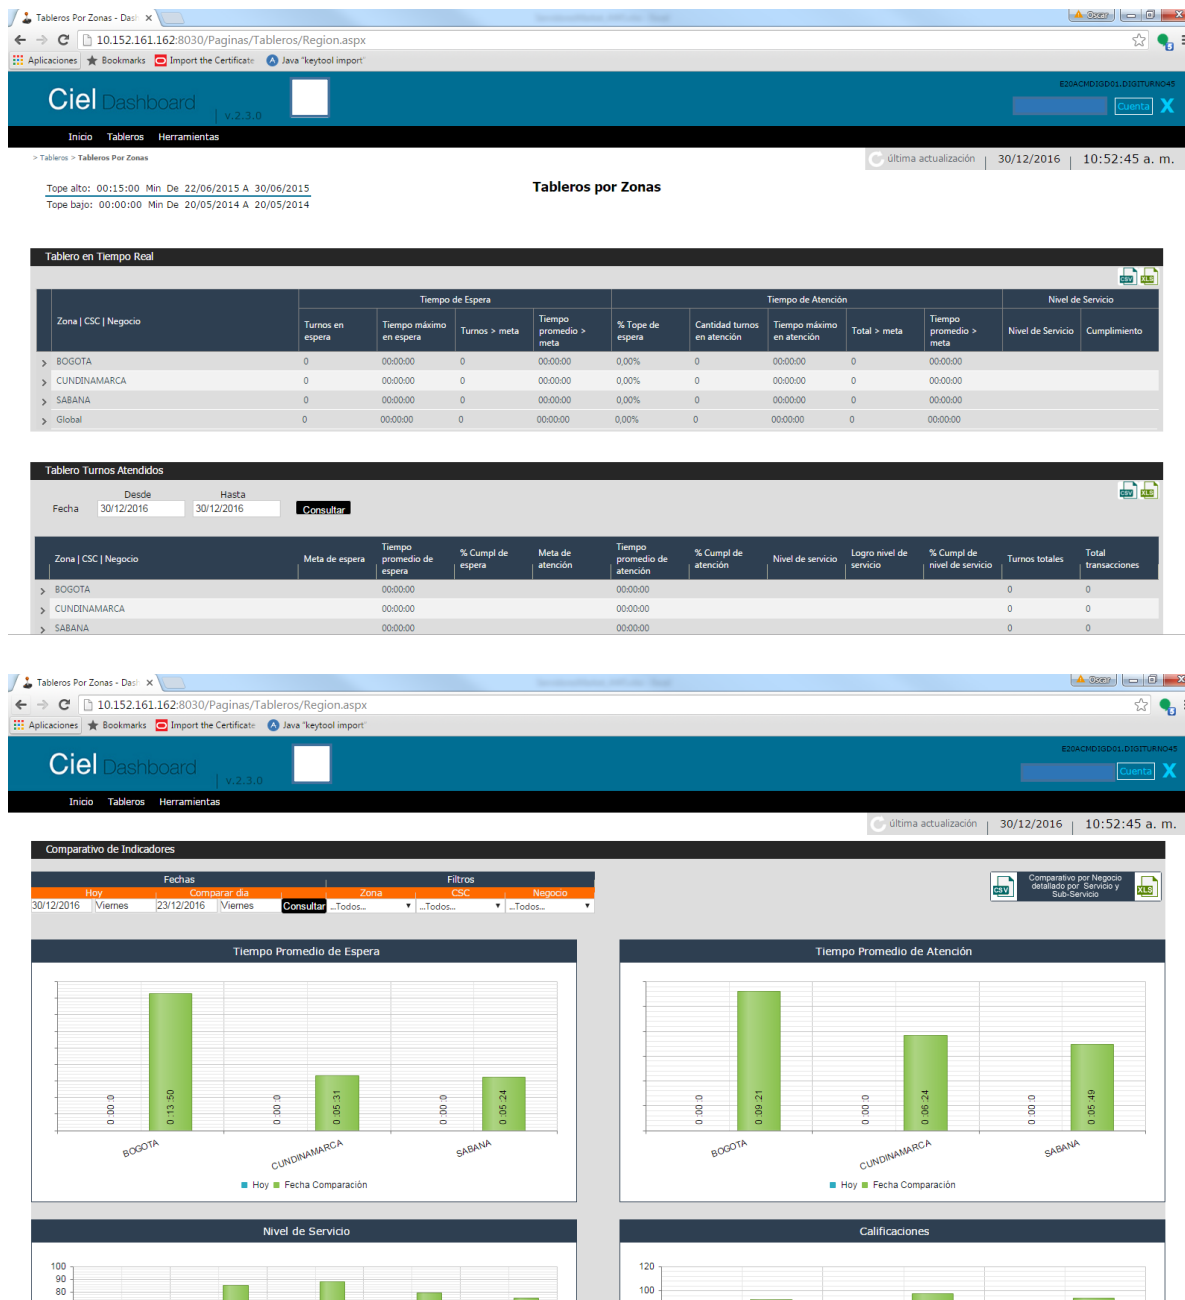 Tableros Por Zonas - Das
Oscar
10.152.161.162:8030/Paginas/Tableros/Region.aspx
Aplicaciones Bookmarks Import the Certificate Java "keytool import"
E20ACMDIGD01.DIGITURNO45
Ciel Dashboard v.2.3.0
Cuenta X
Inicio Tableros Herramientas
> Tableros > Tableros Por Zonas
última actualización 30/12/2016 10:52:45 a. m.
Tope alto: 00:15:00 Min De 22/06/2015 A 30/06/2015
Tableros por Zonas
Tope bajo: 00:00:00 Min De 20/05/2014 A 20/05/2014
Tablero en Tiempo Real
CSV XLS
Zona | CSC | Negocio
Tiempo de Espera Tiempo de Atención Nivel de Servicio
Turnos en espera Tiempo máximo en espera Turnos > meta Tiempo promedio > meta % Tope de espera Cantidad turnos en atención Tiempo máximo en atención Total > meta Tiempo promedio > meta Nivel de Servicio Cumplimiento
BOGOTA 0 00:00:00 0 00:00:00 0,00% 0 00:00:00 0 00:00:00
CUNDINAMARCA 0 00:00:00 0 00:00:00 0,00% 0 00:00:00 0 00:00:00
SABANA 0 00:00:00 0 00:00:00 0,00% 0 00:00:00 0 00:00:00
Global 0 00:00:00 0 00:00:00 0,00% 0 00:00:00 0 00:00:00
Tablero Turnos Atendidos
CSV XLS
Desde Hasta
Fecha 30/12/2016 30/12/2016 Consultar
Zona | CSC | Negocio Meta de espera Tiempo promedio de espera % Cumpl de espera Meta de atención Tiempo promedio de atención % Cumpl de atención Nivel de servicio Logro nivel de servicio % Cumpl de nivel de servicio Turnos totales Total transacciones
BOGOTA 00:00:00 00:00:00 0 0
CUNDINAMARCA 00:00:00 00:00:00 0 0
SABANA 00:00:00 00:00:00 0 0
Tableros Por Zonas - Das
Oscar
10.152.161.162:8030/Paginas/Tableros/Region.aspx
Aplicaciones Bookmarks Import the Certificate Java "keytool import"
E20ACMDIGD01.DIGITURNO45
Ciel Dashboard v.2.3.0
Cuenta X
Inicio Tableros Herramientas
última actualización 30/12/2016 10:52:45 a. m.
Comparativo de Indicadores
Fechas Filtros
Hoy Comparar dia Zona CSC Negocio
30/12/2016 Viernes 23/12/2016 Viernes Consultar ...Todos... ...Todos... ...Todos...
CSV Comparativo por Negocio detallado por Servicio y Sub-Servicio XLS
Tiempo Promedio de Espera
0:00:0 0:13:50 0:00:0 0:05:31 0:00:0 0:05:24
BOGOTA CUNDINAMARCA SABANA
Hoy Fecha Comparación
Tiempo Promedio de Atención
0:00:0 0:09:21 0:00:0 0:06:24 0:00:0 0:05:49
BOGOTA CUNDINAMARCA SABANA
Hoy Fecha Comparación
Nivel de Servicio
100
90
80
Calificaciones
120
100